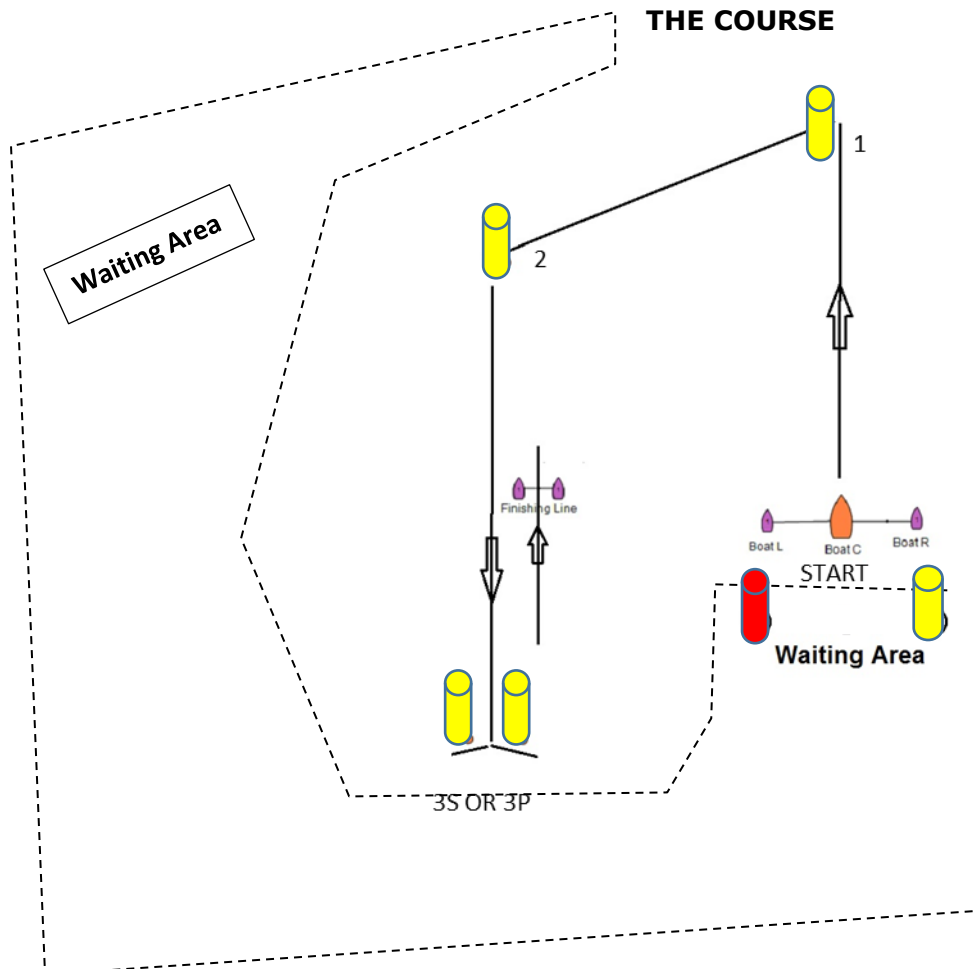 THE COURSE
1
Waiting Area
2
Finishing Line
Boat L
Boat C
Boat R
START
Waiting Area
3S OR 3P